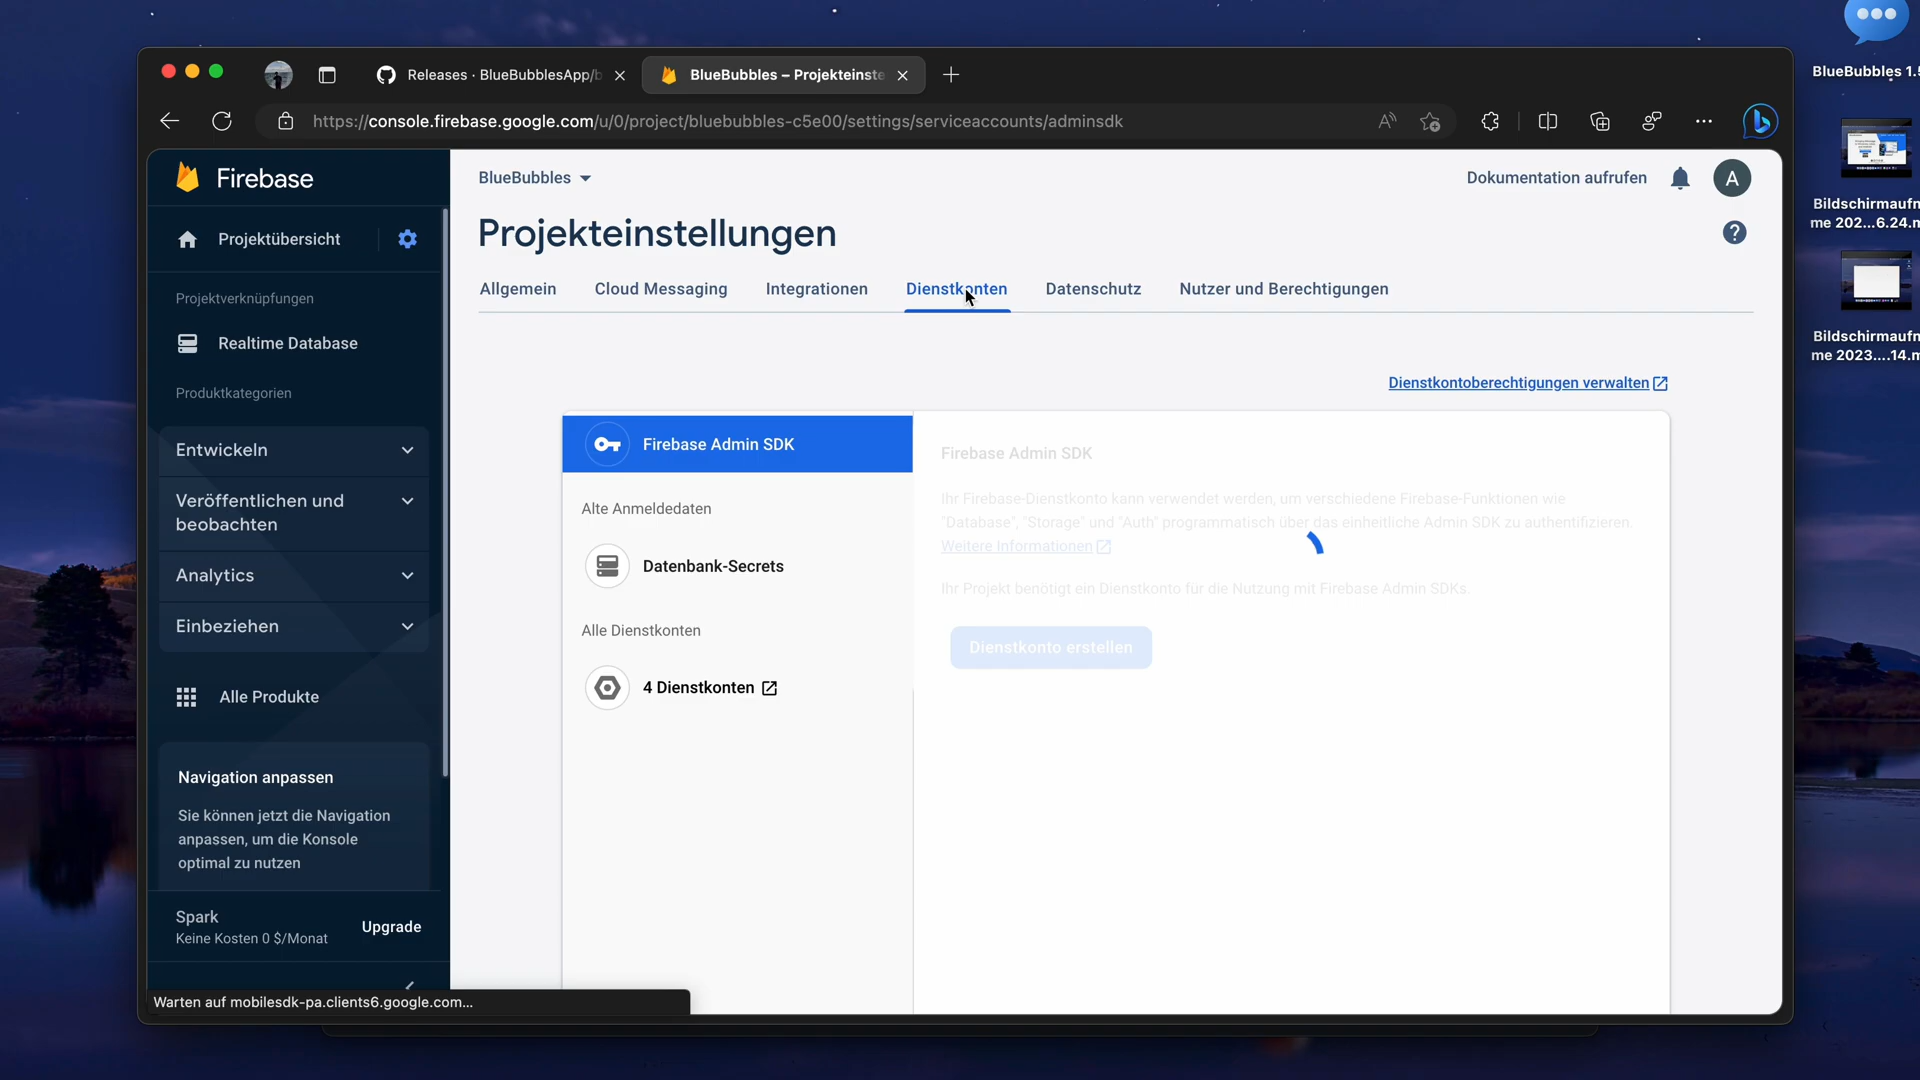 BlueBubbles 1.5
Releases · BlueBubblesApp/b
BlueBubbles – Projekteinste
https://console.firebase.google.com/u/0/project/bluebubbles-c5e00/settings/serviceaccounts/adminsdk
Bildschirmaufn
me 202...6.24.m
Bildschirmaufn
me 2023....14.m
Firebase
Projektübersicht
Projektverknüpfungen
Realtime Database
Produktkategorien
Entwickeln
Veröffentlichen und
beobachten
Analytics
Einbeziehen
Alle Produkte
Navigation anpassen
Sie können jetzt die Navigation
anpassen, um die Konsole
optimal zu nutzen
Spark
Keine Kosten 0 $/Monat
Upgrade
Warten auf mobilesdk-pa.clients6.google.com...
BlueBubbles
Dokumentation aufrufen
A
Projekteinstellungen
Allgemein
Cloud Messaging
Integrationen
Dienstkonten
Datenschutz
Nutzer und Berechtigungen
Dienstkontoberechtigungen verwalten
Firebase Admin SDK
Alte Anmeldedaten
Datenbank-Secrets
Alle Dienstkonten
4 Dienstkonten
Firebase Admin SDK
Ihr Firebase-Dienstkonto kann verwendet werden, um verschiedene Firebase-Funktionen wie
"Database", "Storage" und "Auth" programmatisch über das einheitliche Admin SDK zu authentifizieren.
Weitere Informationen
Ihr Projekt benötigt ein Dienstkonto für die Nutzung mit Firebase Admin SDKs.
Dienstkonto erstellen